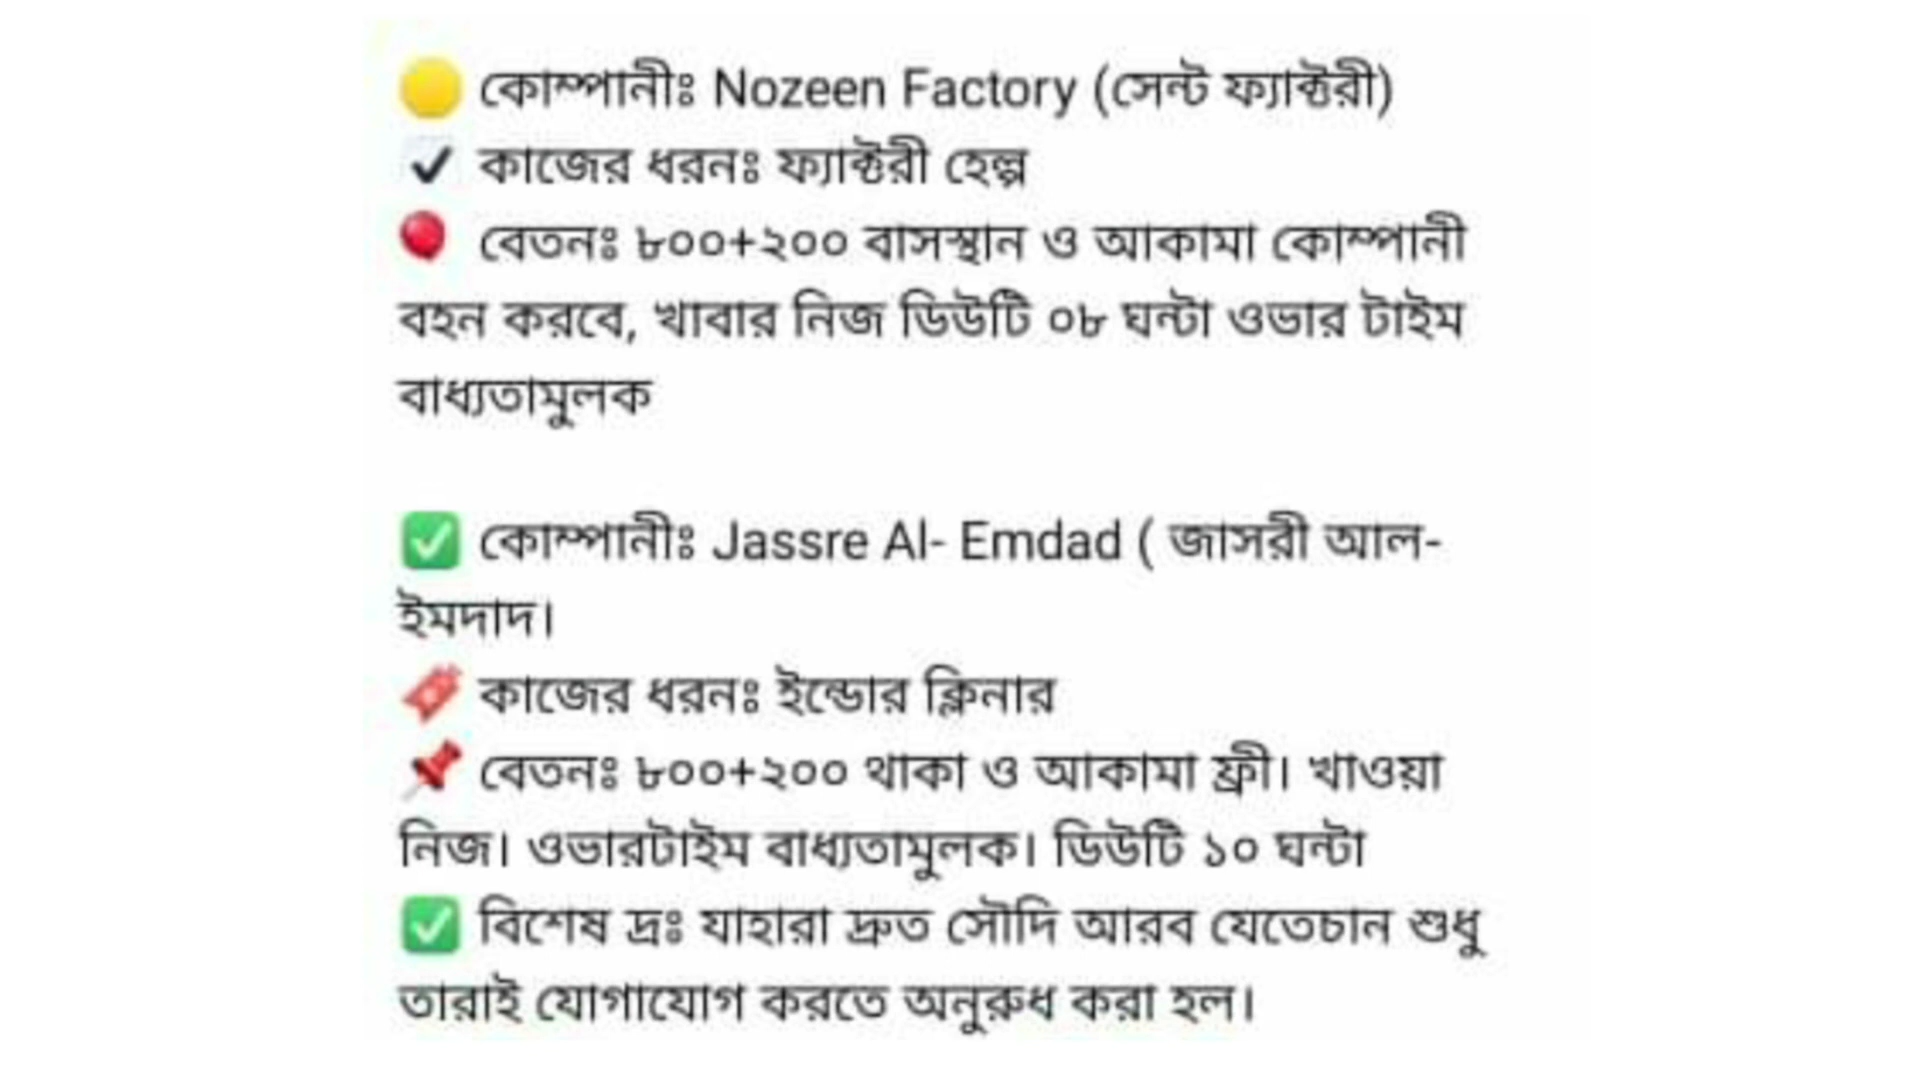 🟡 কোম্পানীঃ Nozeen Factory (সেন্ট ফ্যাক্টরী)
✔ কাজের ধরনঃ ফ্যাক্টরী হেল্প
🎈 বেতনঃ ৮০০+২০০ বাসস্থান ও আকামা কোম্পানী
বহন করবে, খাবার নিজ ডিউটি ০৮ ঘন্টা ওভার টাইম
বাধ্যতামুলক
✅ কোম্পানীঃ Jassre Al- Emdad ( জাসরী আল-
ইমদাদ।
🎟 কাজের ধরনঃ ইন্ডোর ক্লিনার
📌 বেতনঃ ৮০০+২০০ থাকা ও আকামা ফ্রী। খাওয়া
নিজ। ওভারটাইম বাধ্যতামুলক। ডিউটি ১০ ঘন্টা
✅ বিশেষ দ্রঃ যাহারা দ্রুত সৌদি আরব যেতেচান শুধু
তারাই যোগাযোগ করতে অনুরুধ করা হল।